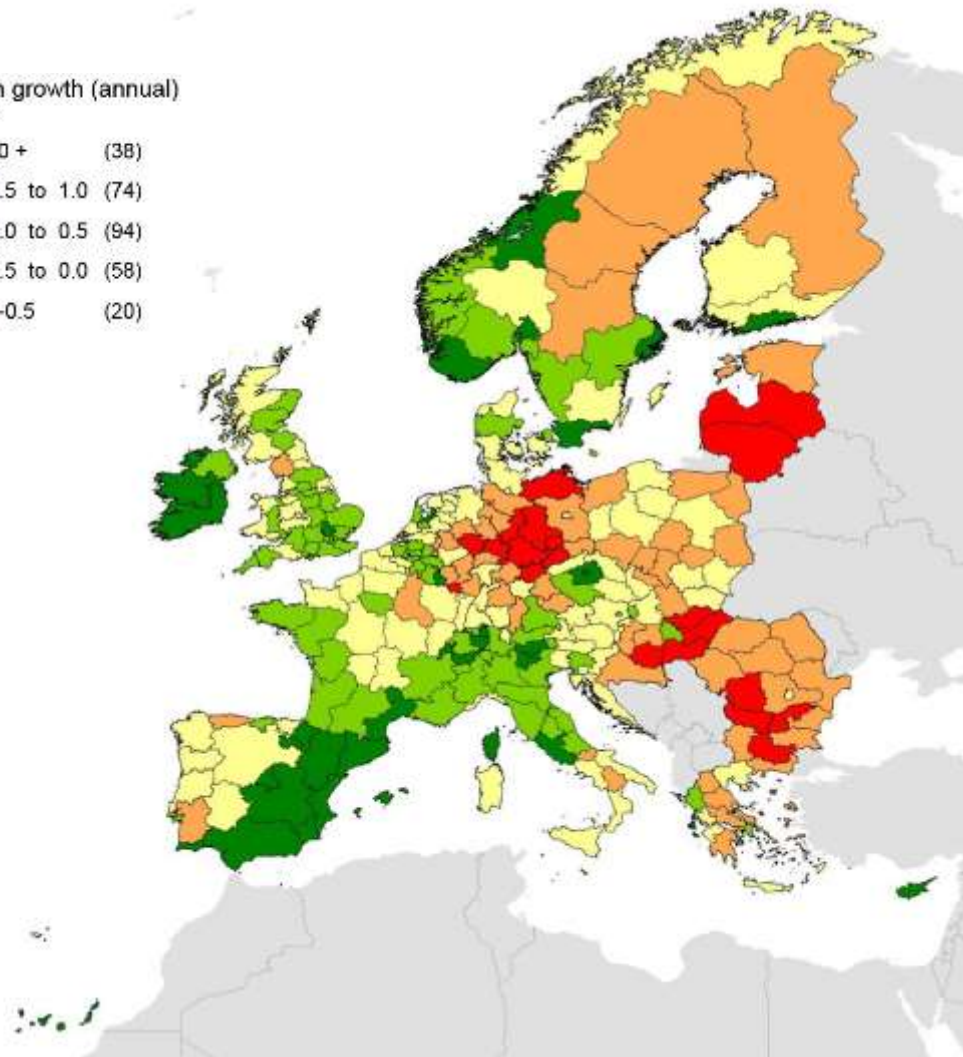 n growth (annual)
0 + (38)
.5 to 1.0 (74)
.0 to 0.5 (94)
.5 to 0.0 (58)
-0.5 (20)